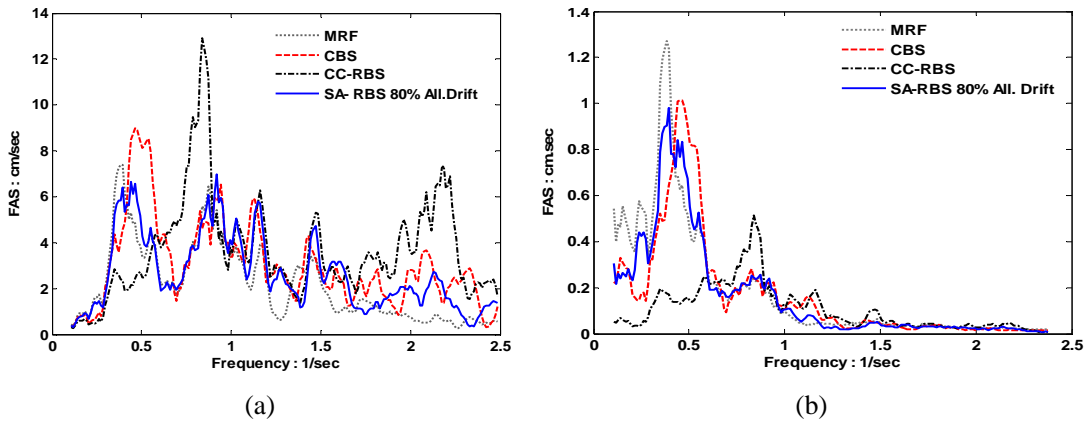 14
12
10
8
6
4
2
0
FAS : cm/sec
MRF
CBS
CC-RBS
SA- RBS 80% All.Drift
0 0.5 1 1.5 2 2.5
Frequency : 1/sec
(a)
1.4
1.2
1
0.8
0.6
0.4
0.2
0
FAS : cm.sec
MRF
CBS
CC-RBS
SA-RBS 80% All. Drift
0 0.5 1 1.5 2 2.5
Frequency : 1/sec
(b)